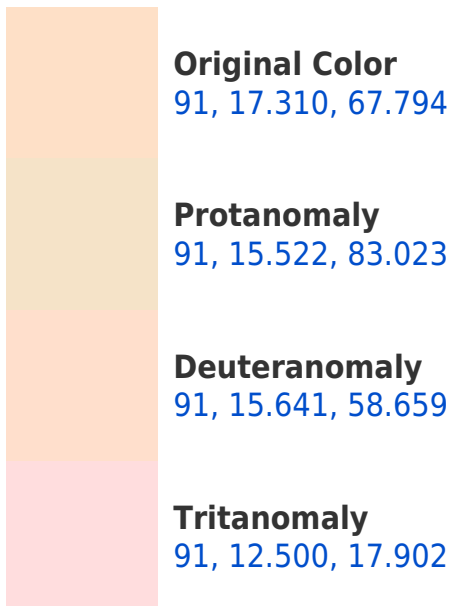 Original Color
91, 17.310, 67.794
Protanomaly
91, 15.522, 83.023
Deuteranomaly
91, 15.641, 58.659
Tritanomaly
91, 12.500, 17.902